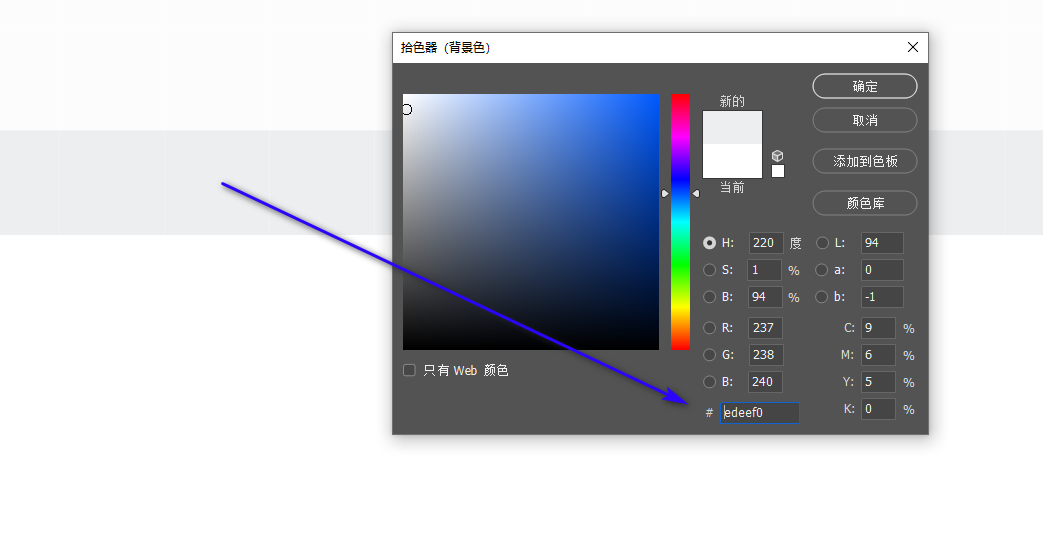 拾色器 (背景色)
新的
当前
确定
取消
添加到色板
颜色库
H: 220 度 L: 94
S: 1 % a: 0
B: 94 % b: -1
R: 237 C: 9 %
G: 238 M: 6 %
B: 240 Y: 5 %
# edeef0 K: 0 %
只有 Web 颜色